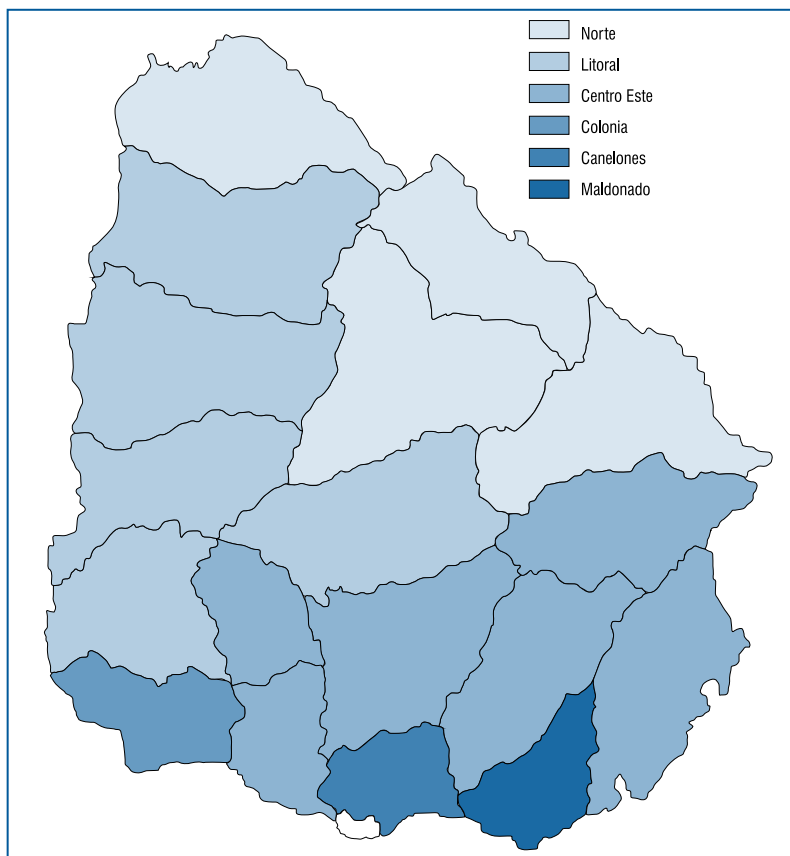 Norte
Litoral
Centro Este
Colonia
Canelones
Maldonado